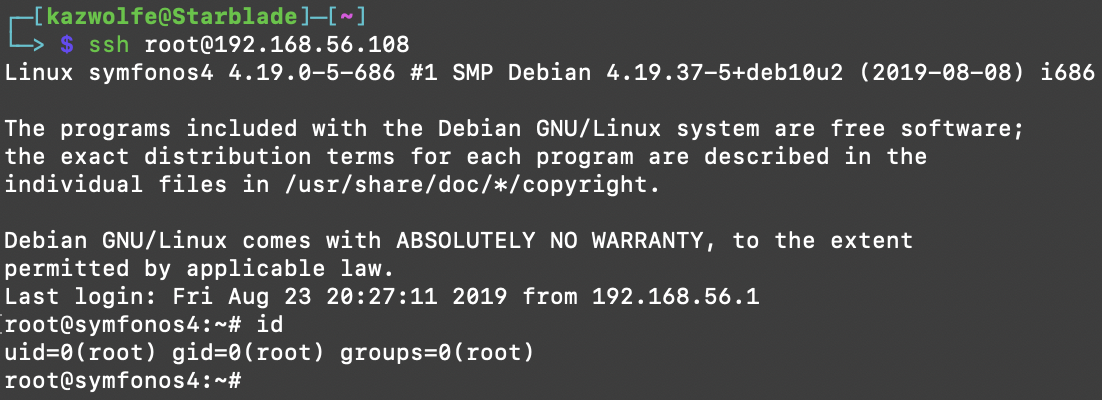 ┌─[kazwolfe@Starblade]─[~]
└─> $ ssh root@192.168.56.108
Linux symfonos4 4.19.0-5-686 #1 SMP Debian 4.19.37-5+deb10u2 (2019-08-08) i686

The programs included with the Debian GNU/Linux system are free software;
the exact distribution terms for each program are described in the
individual files in /usr/share/doc/*/copyright.

Debian GNU/Linux comes with ABSOLUTELY NO WARRANTY, to the extent
permitted by applicable law.
Last login: Fri Aug 23 20:27:11 2019 from 192.168.56.1
[root@symfonos4:~# id
uid=0(root) gid=0(root) groups=0(root)
root@symfonos4:~#